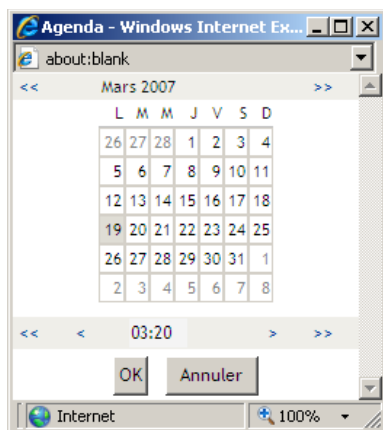 Agenda - Windows Internet Ex...
about:blank
<< Mars 2007 >>
L M M J V S D
26 27 28 1 2 3 4
5 6 7 8 9 10 11
12 13 14 15 16 17 18
19 20 21 22 23 24 25
26 27 28 29 30 31 1
2 3 4 5 6 7 8
<< < 03:20 > >>
OK Annuler
Internet 100%